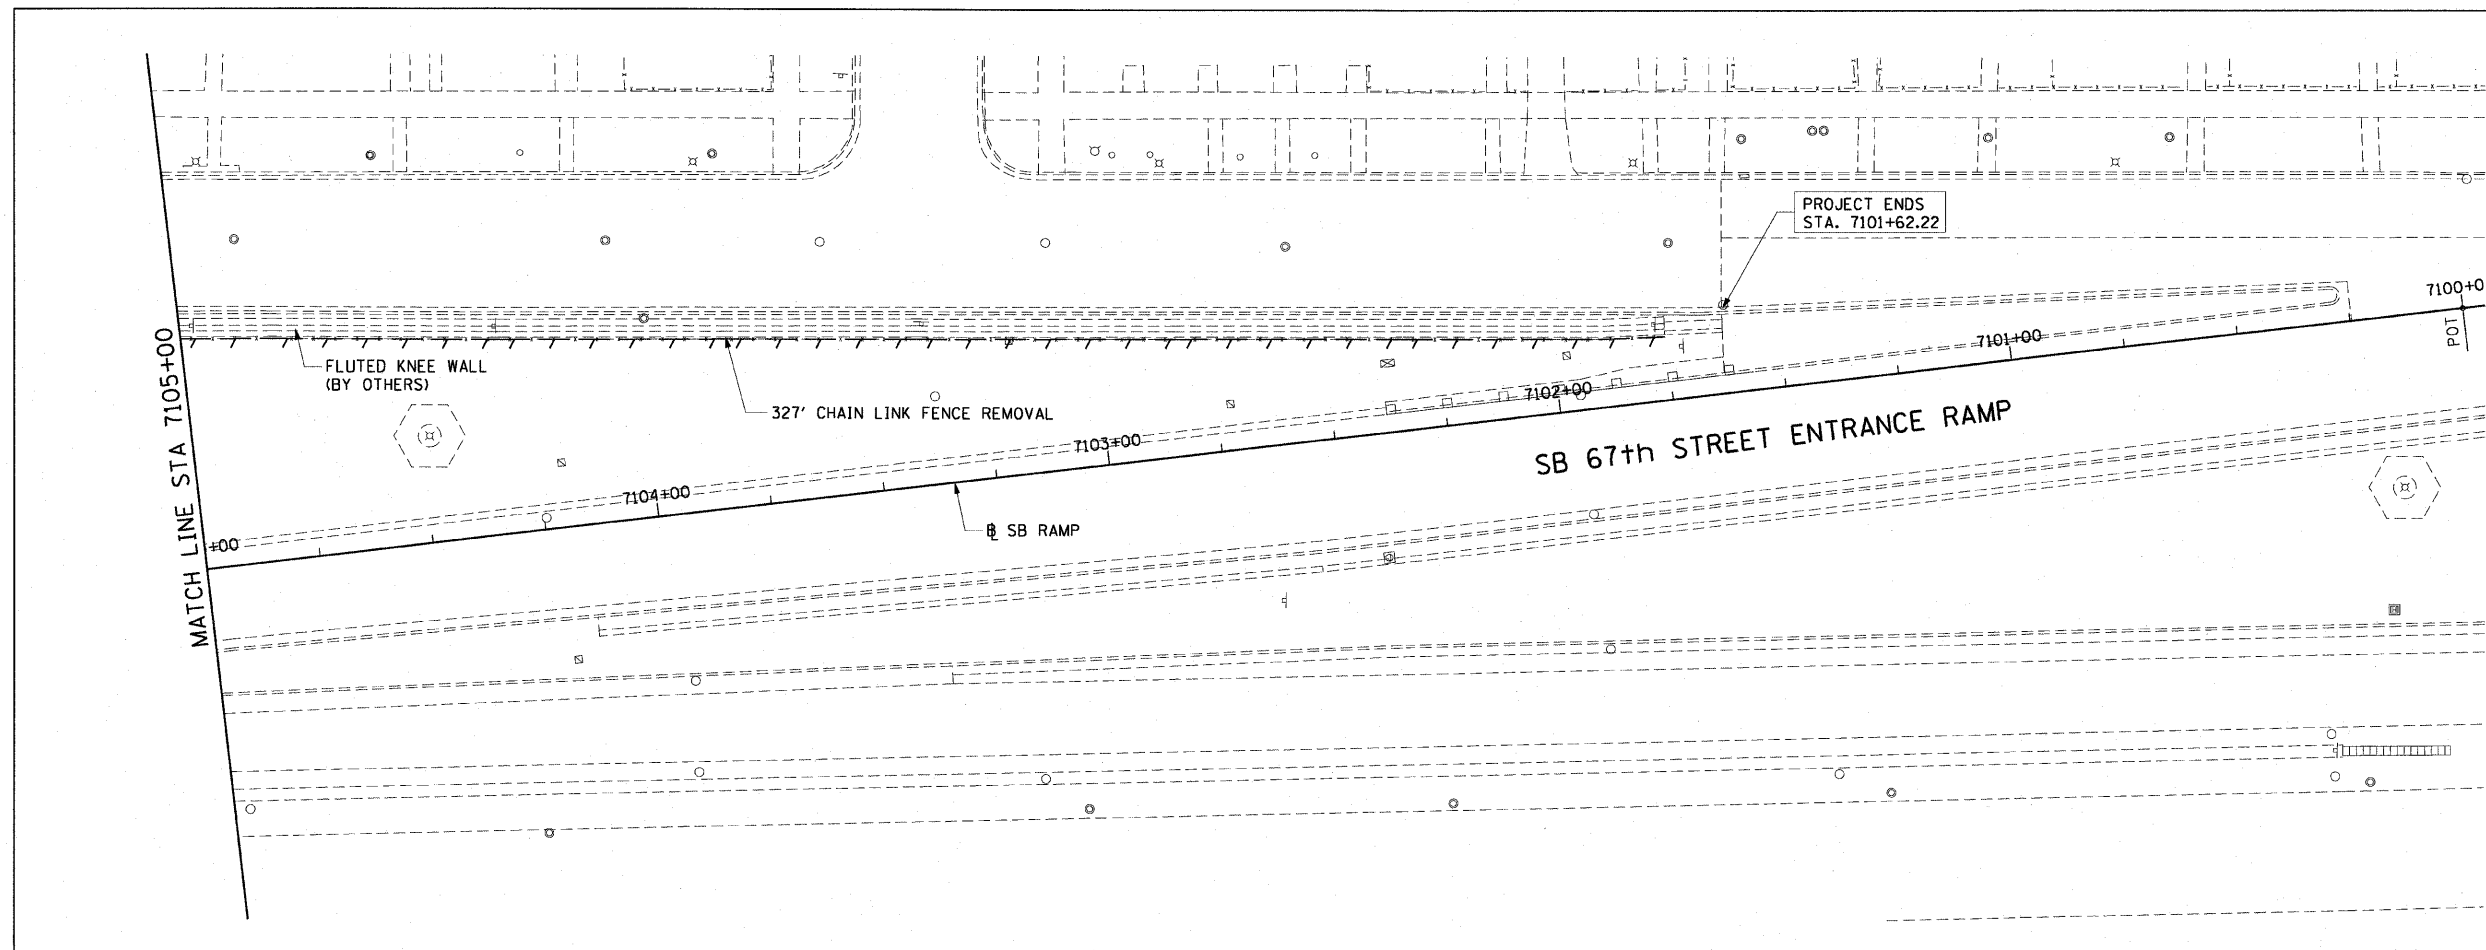 PROJECT ENDS
STA. 7101+62.22
7100+0
POT
7101+00
7102+00
7103+00
7104+00
+00
MATCH LINE STA 7105+00
FLUTED KNEE WALL
(BY OTHERS)
327' CHAIN LINK FENCE REMOVAL
SB 67th STREET ENTRANCE RAMP
℄ SB RAMP